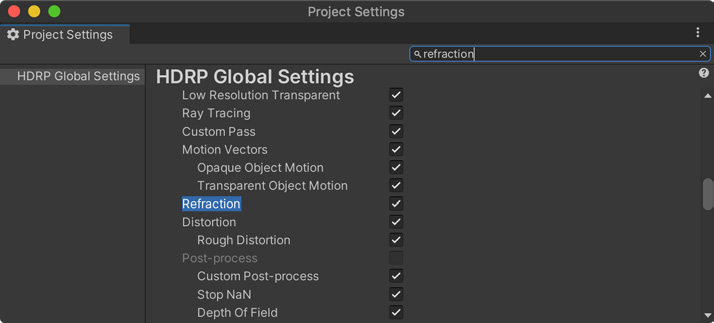 Project Settings
Project Settings
refraction
HDRP Global Settings
HDRP Global Settings
Low Resolution Transparent
Ray Tracing
Custom Pass
Motion Vectors
Opaque Object Motion
Transparent Object Motion
Refraction
Distortion
Rough Distortion
Post-process
Custom Post-process
Stop NaN
Depth Of Field